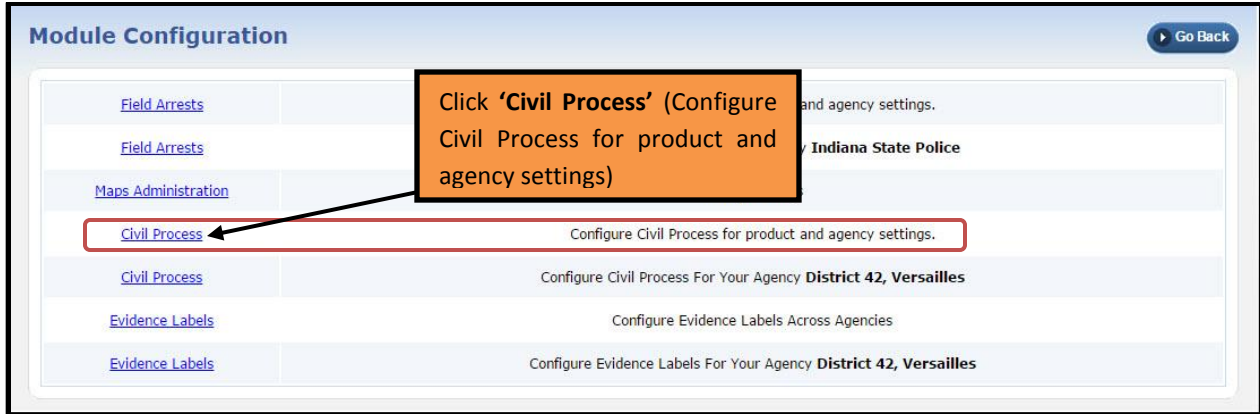 Module Configuration
Go Back
Field Arrests
and agency settings.
Field Arrests
Indiana State Police
Maps Administration
Click ‘Civil Process’ (Configure
Civil Process for product and
agency settings)
Civil Process
Configure Civil Process for product and agency settings.
Civil Process
Configure Civil Process For Your Agency District 42, Versailles
Evidence Labels
Configure Evidence Labels Across Agencies
Evidence Labels
Configure Evidence Labels For Your Agency District 42, Versailles